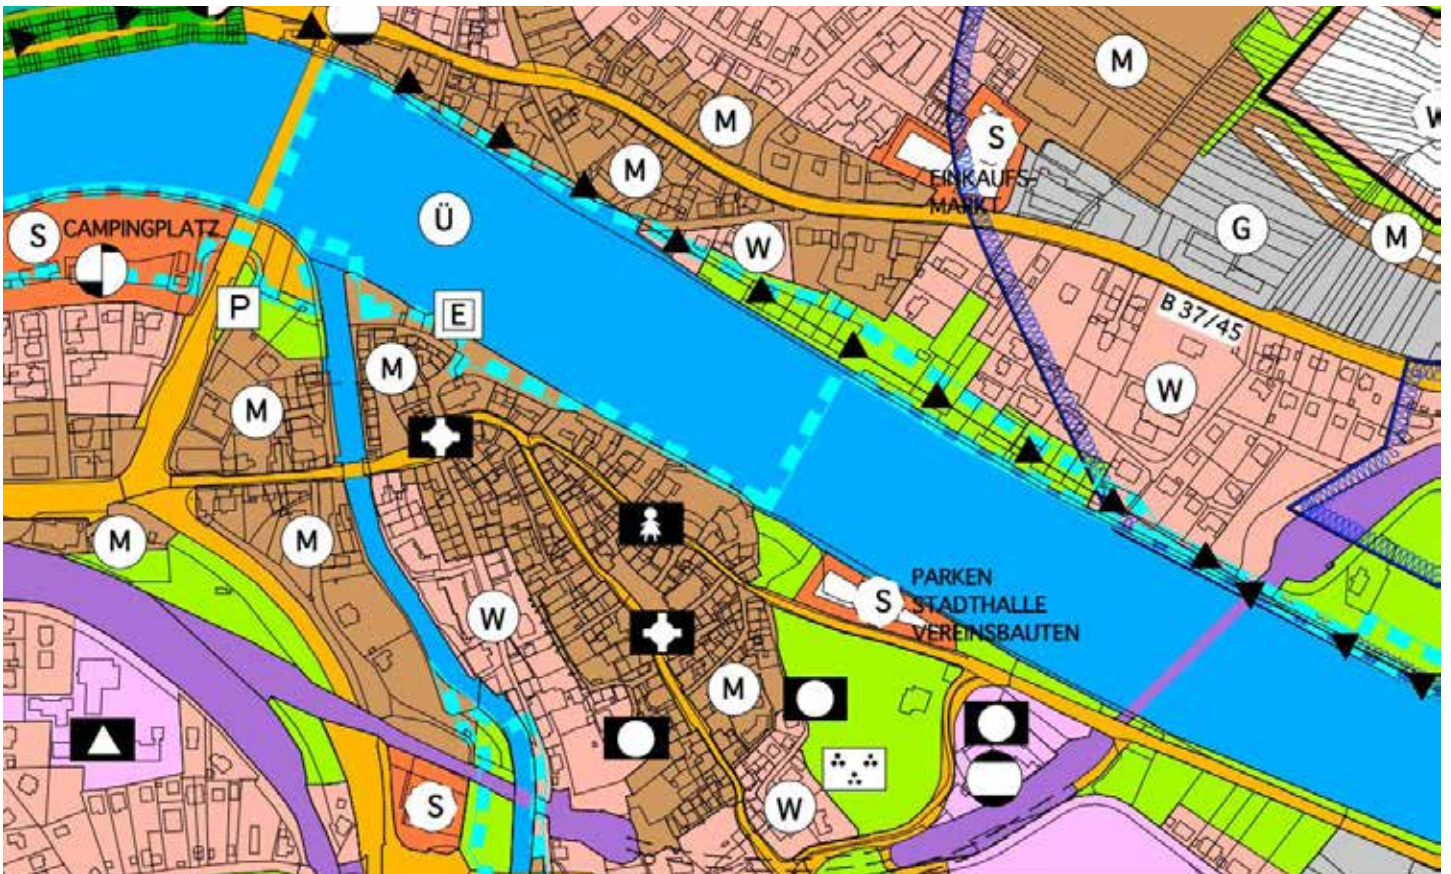 M
W
M
S
M
EINKAUFS-
MARKT
Ü
W
G
M
S CAMPINGPLATZ
P
E
B 37/45
M
M
W
M
M
PARKEN
S
STADTHALLE
VEREINSBAUTEN
W
M
S
W